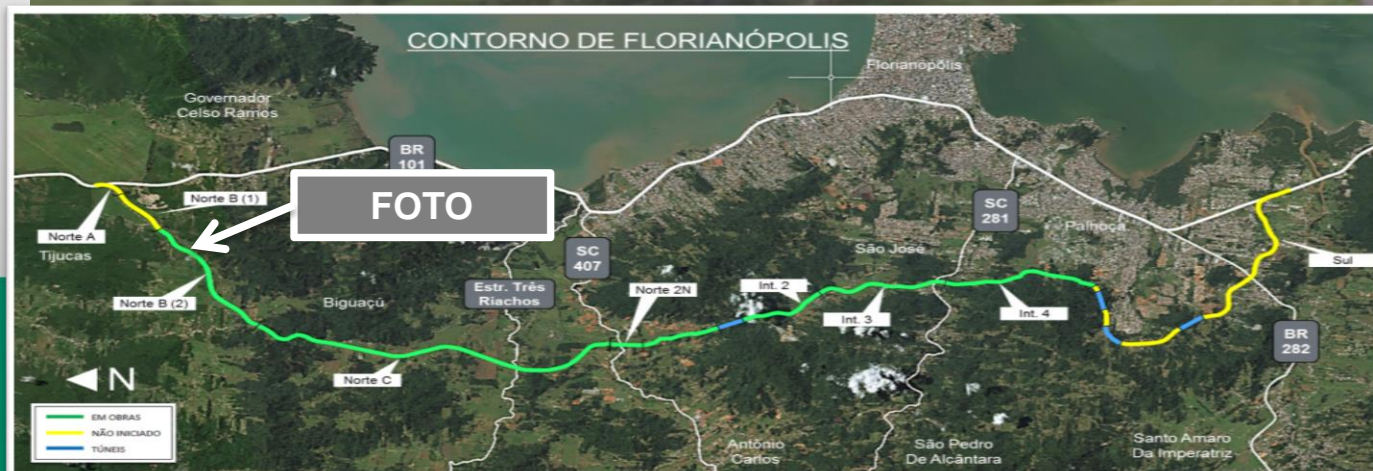 CONTORNO DE FLORIANÓPOLIS
Florianópolis
Governador
Celso Ramos
BR
101
FOTO
Norte B (1)
Norte A
Tijucas
Norte B (2)
Biguaçú
Estr. Três
Riachos
SC
407
Norte 2N
Int. 2
Int. 3
São José
SC
281
Int. 4
Palhoça
Sul
BR
282
Norte C
N
EM OBRAS
NÃO INICIADO
TÚNEIS
Antônio
Carlos
São Pedro
De Alcântara
Santo Amaro
Da Imperatriz